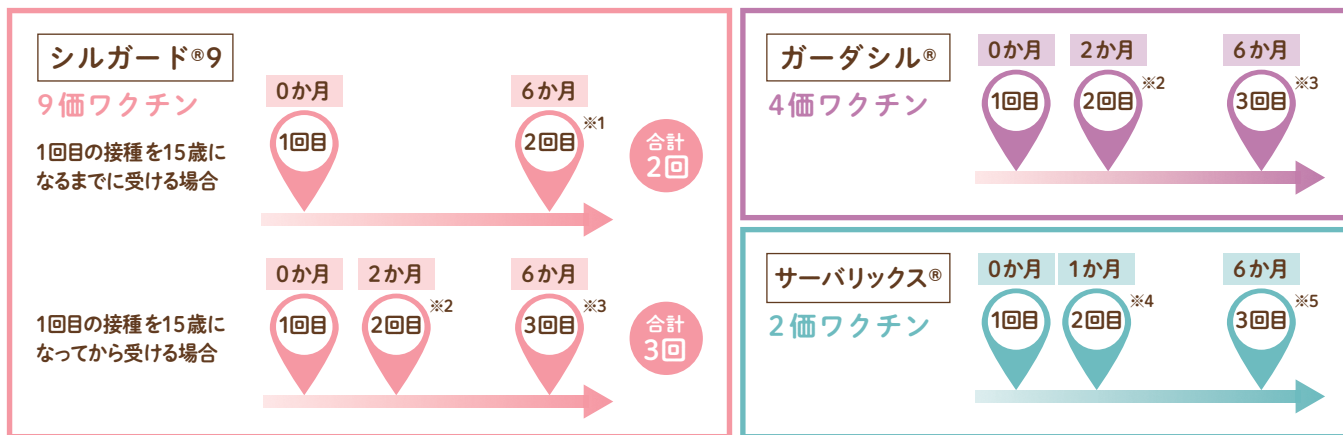 シルガード®9
9価ワクチン
1回目の接種を15歳に
なるまでに受ける場合
0か月 6か月
1回目 2回目 ※1
合計
2回
1回目の接種を15歳に
なってから受ける場合
0か月 2か月 6か月
1回目 2回目 ※2 3回目 ※3
合計
3回
ガーダシル®
4価ワクチン
0か月 2か月 6か月
1回目 2回目 ※2 3回目 ※3
サーバリックス®
2価ワクチン
0か月 1か月 6か月
1回目 2回目 ※4 3回目 ※5